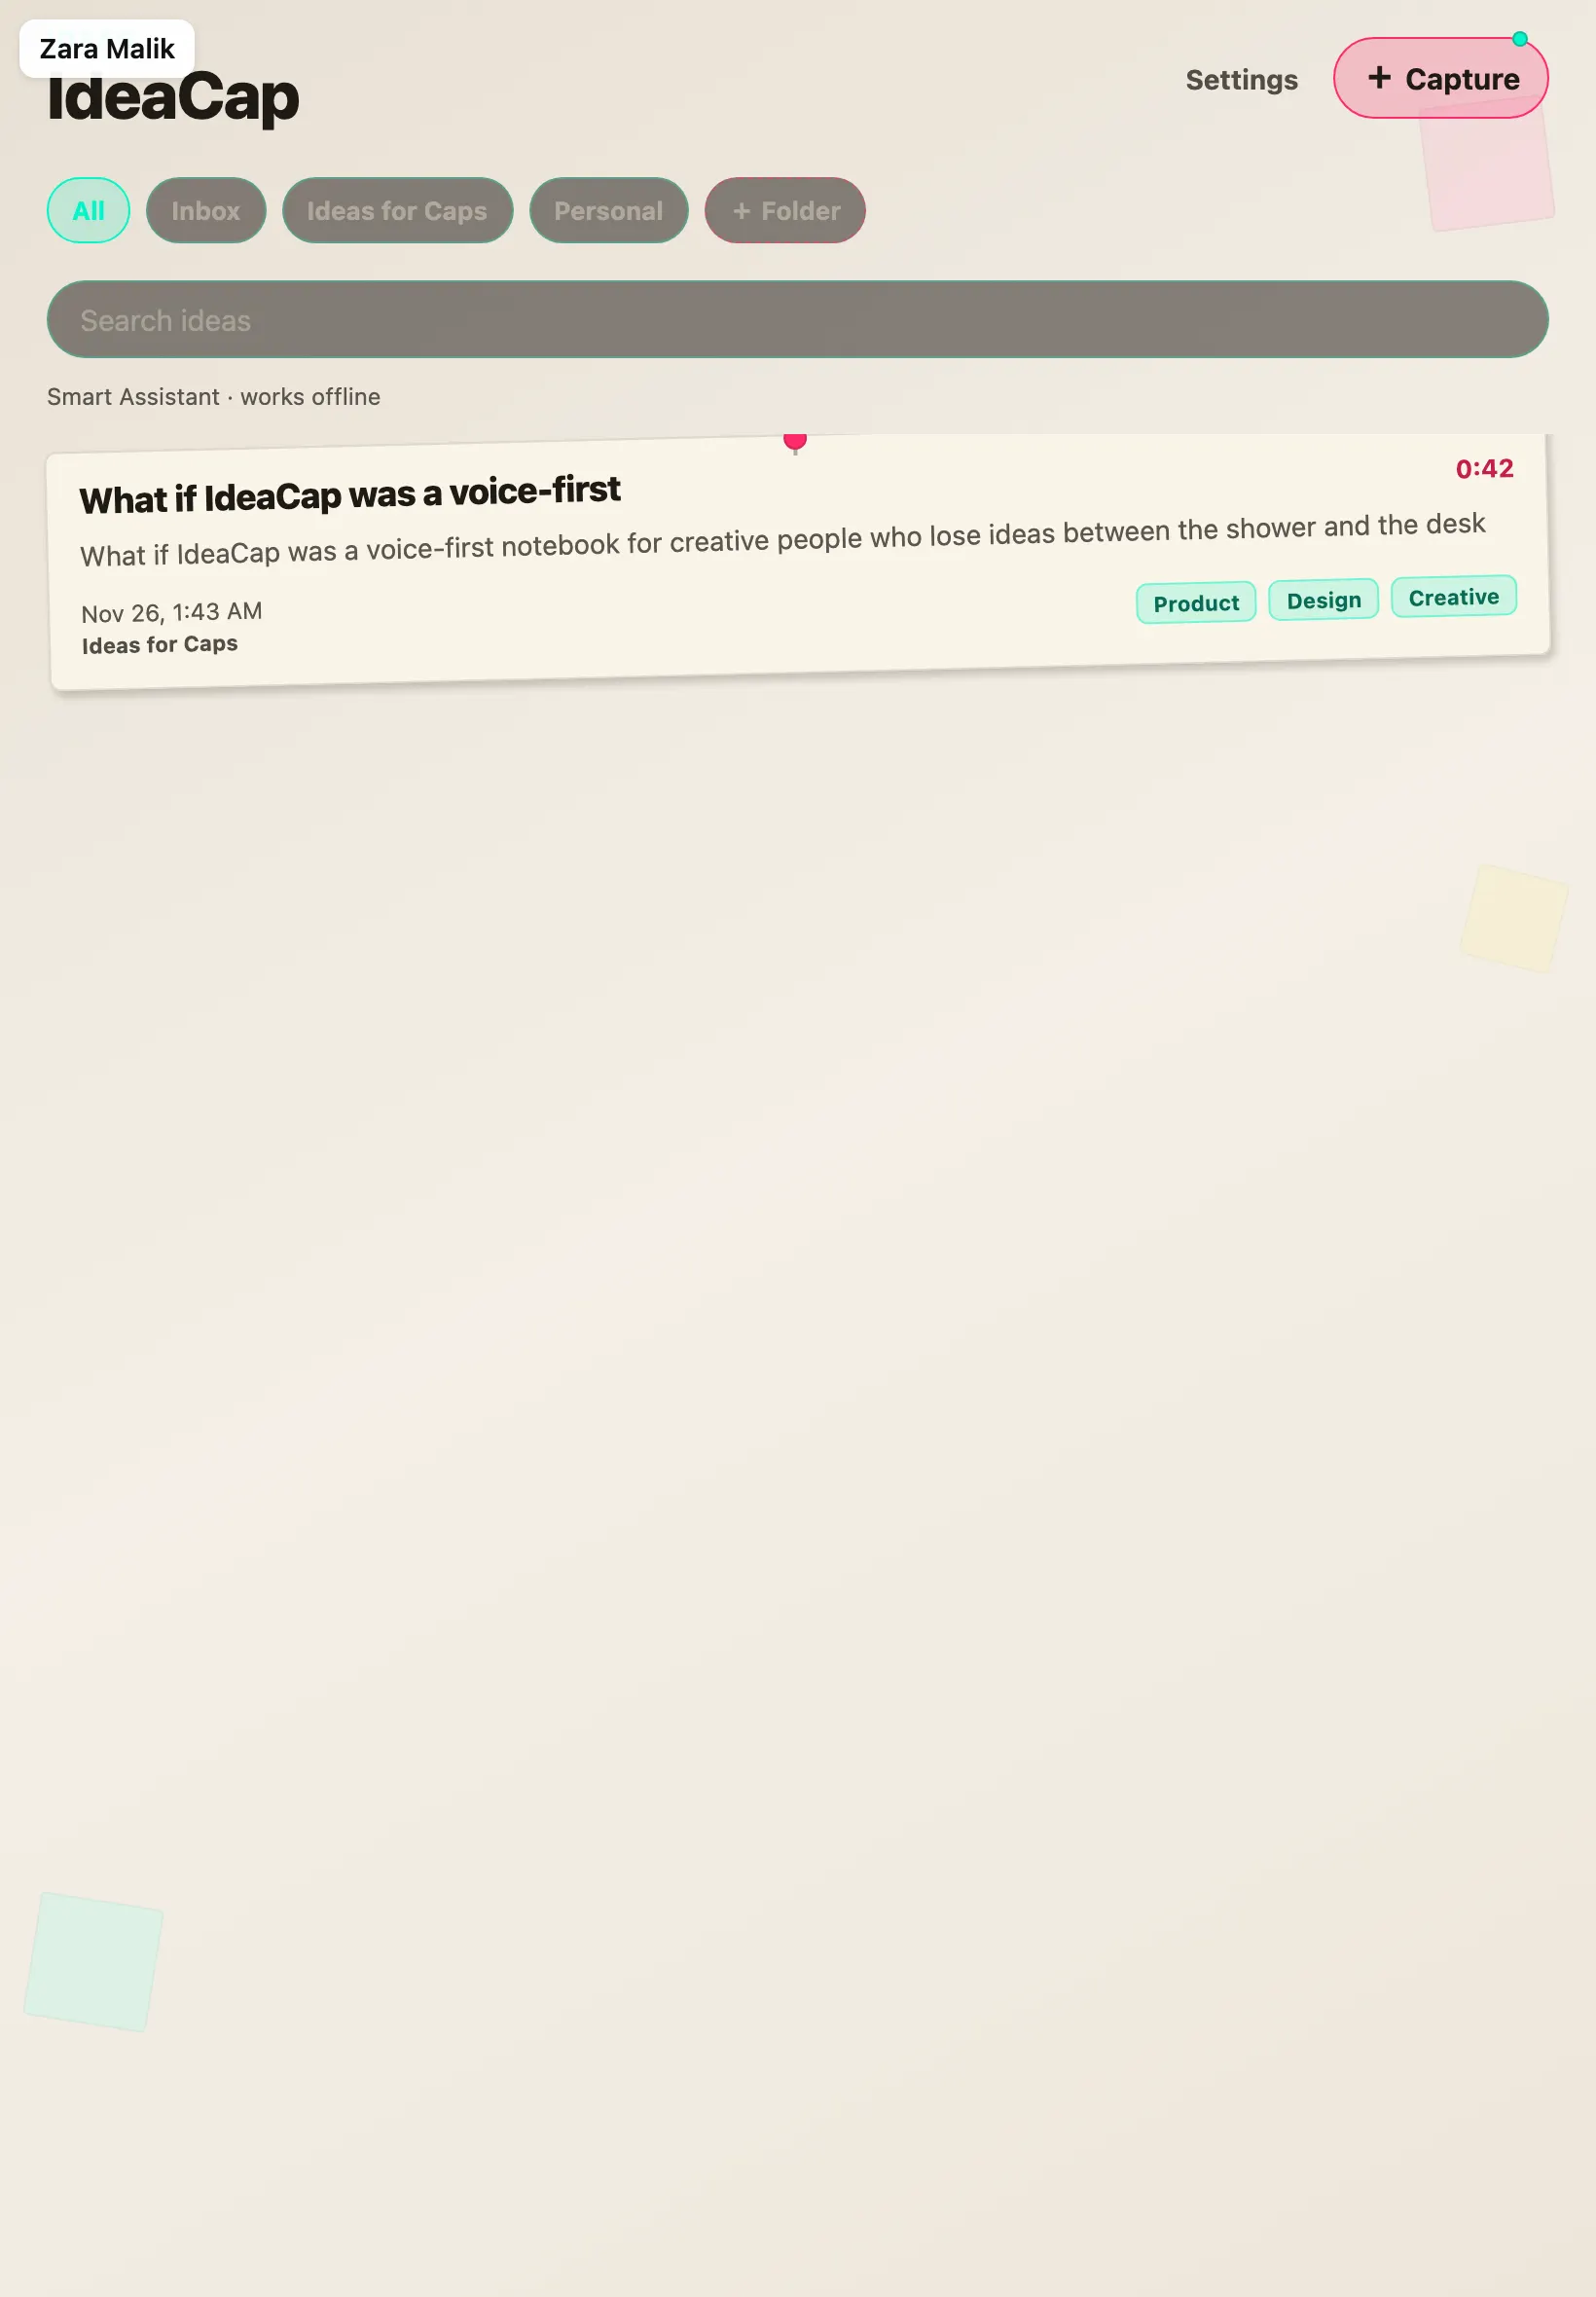 Zara Malik
IdeaCap
Settings
+ Capture
All
Inbox
Ideas for Caps
Personal
+ Folder
Search ideas
Smart Assistant · works offline
What if IdeaCap was a voice-first
0:42
What if IdeaCap was a voice-first notebook for creative people who lose ideas between the shower and the desk
Nov 26, 1:43 AM
Ideas for Caps
Product
Design
Creative